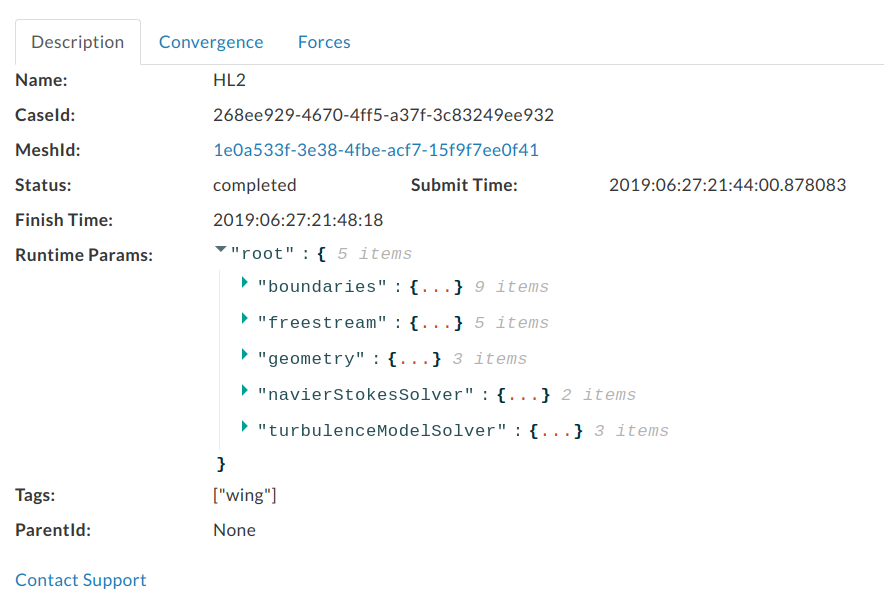 Description Convergence Forces
Name: HL2
CaseId: 268ee929-4670-4ff5-a37f-3c83249ee932
MeshId: 1e0a533f-3e38-4fbe-acf7-15f9f7ee0f41
Status: completed Submit Time: 2019:06:27:21:44:00.878083
Finish Time: 2019:06:27:21:48:18
Runtime Params: "root" : { 5 items
"boundaries" : {...} 9 items
"freestream" : {...} 5 items
"geometry" : {...} 3 items
"navierStokesSolver" : {...} 2 items
"turbulenceModelSolver" : {...} 3 items
}
Tags: ["wing"]
ParentId: None
Contact Support